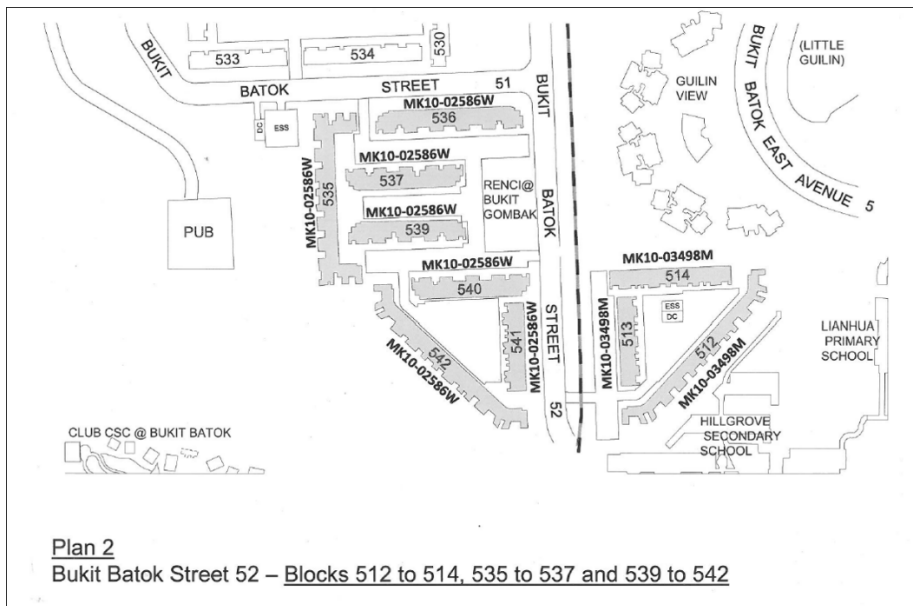 BUKIT
533
534
530
BATOK
STREET
51
BUKIT
GUILIN
VIEW
(LITTLE
GUILIN)
BUKIT BATOK EAST AVENUE 5
DC
ESS
MK10-02586W
536
MK10-02586W
535
MK10-02586W
537
RENCI@
BUKIT
GOMBAK
BATOK
PUB
MK10-02586W
539
MK10-02586W
540
MK10-03498M
514
ESS
DC
STREET
541
MK10-02586W
MK10-03498M
513
512
MK10-03498M
LIANHUA
PRIMARY
SCHOOL
542
MK10-02586W
52
HILLGROVE
SECONDARY
SCHOOL
CLUB CSC @ BUKIT BATOK
Plan 2
Bukit Batok Street 52 – Blocks 512 to 514, 535 to 537 and 539 to 542